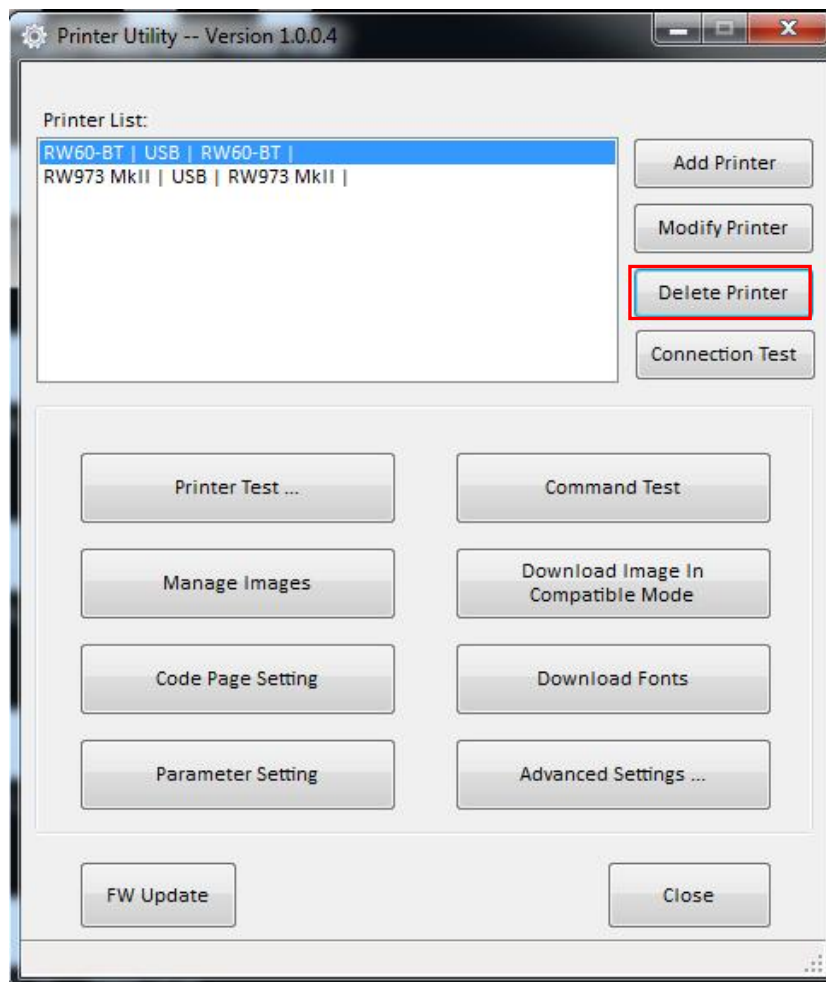 Printer Utility -- Version 1.0.0.4
Printer List:
RW60-BT | USB | RW60-BT |
RW973 MkII | USB | RW973 MkII |
Add Printer
Modify Printer
Delete Printer
Connection Test
Printer Test ...
Command Test
Manage Images
Download Image In
Compatible Mode
Code Page Setting
Download Fonts
Parameter Setting
Advanced Settings ...
FW Update
Close